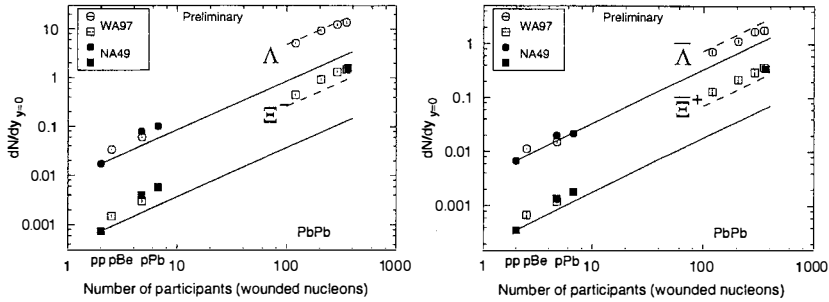 WA97
NA49
Preliminary
Λ
Ξ⁻
PbPb
10
1
0.1
0.01
0.001
dN/dy y=0
1
10
100
1000
pp pBe pPb
Number of participants (wounded nucleons)
WA97
NA49
Preliminary
Λ̅
Ξ̅⁺
PbPb
1
0.1
0.01
0.001
dN/dy y=0
1
10
100
1000
pp pBe pPb
Number of participants (wounded nucleons)